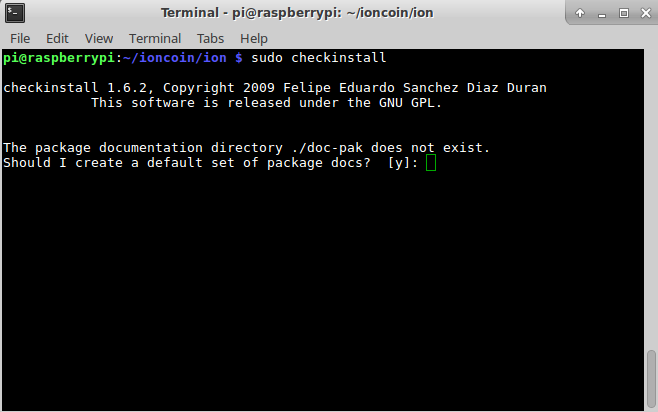 Terminal - pi@raspberrypi: ~/ioncoin/ion
File Edit View Terminal Tabs Help
pi@raspberrypi:~/ioncoin/ion $ sudo checkinstall
checkinstall 1.6.2, Copyright 2009 Felipe Eduardo Sanchez Diaz Duran
This software is released under the GNU GPL.
The package documentation directory ./doc-pak does not exist.
Should I create a default set of package docs?  [y]: